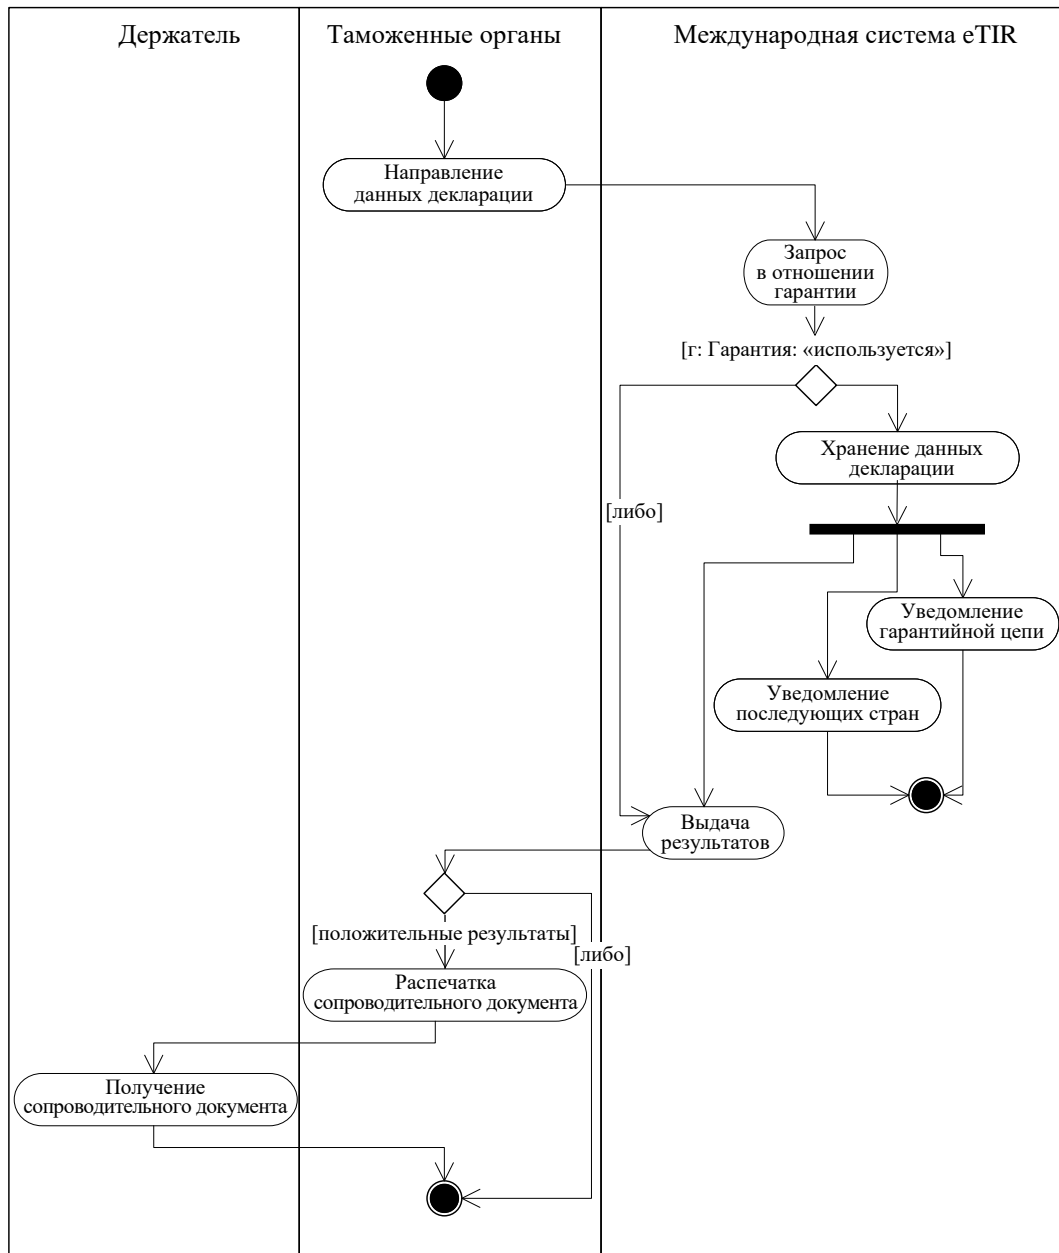 Держатель
Таможенные органы
Международная система eTIR
Направление
данных декларации
Запрос
в отношении
гарантии
[г: Гарантия: «используется»]
Хранение данных
декларации
[либо]
Уведомление
гарантийной цепи
Уведомление
последующих стран
Выдача
результатов
[положительные результаты]
[либо]
Распечатка
сопроводительного документа
Получение
сопроводительного документа